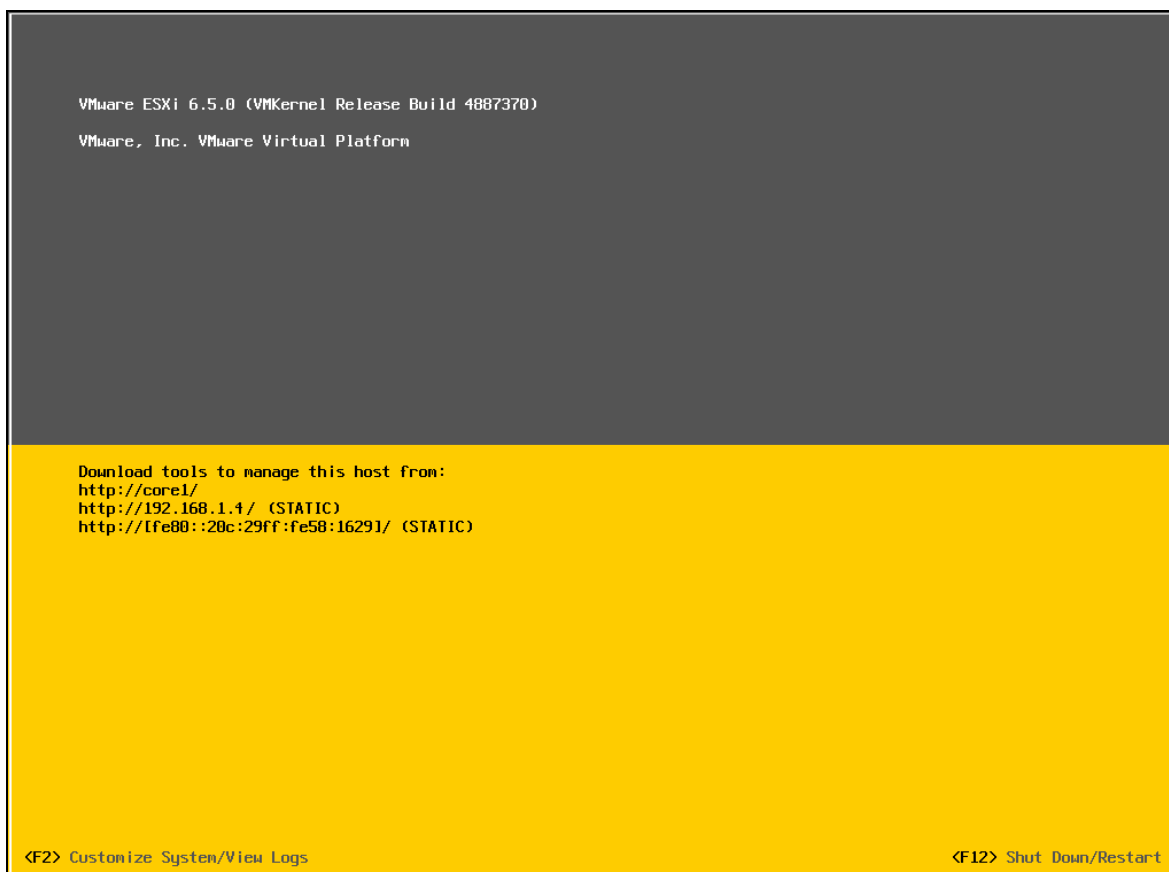 VMware ESXi 6.5.0 (VMKernel Release Build 4887370)
VMware, Inc. VMware Virtual Platform
Download tools to manage this host from:
http://core1/
http://192.168.1.4/ (STATIC)
http://[fe80::20c:29ff:fe58:1629]/ (STATIC)
<F2> Customize System/View Logs
<F12> Shut Down/Restart